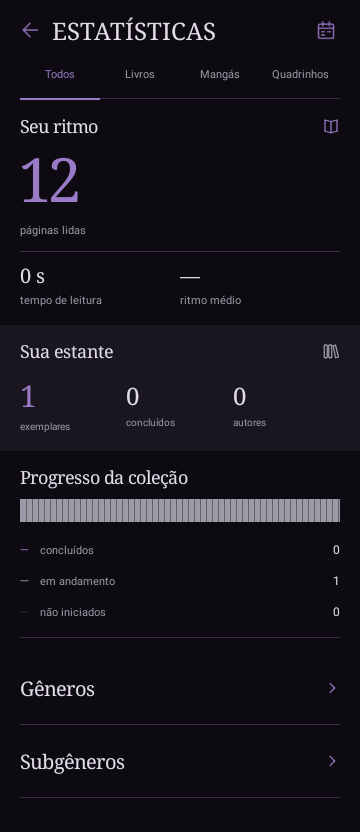 ESTATÍSTICAS
Todos Livros Mangás Quadrinhos
Seu ritmo
12
páginas lidas
0 s —
tempo de leitura ritmo médio
Sua estante
1 0 0
exemplares concluídos autores
Progresso da coleção
concluídos 0
em andamento 1
não iniciados 0
Gêneros
Subgêneros